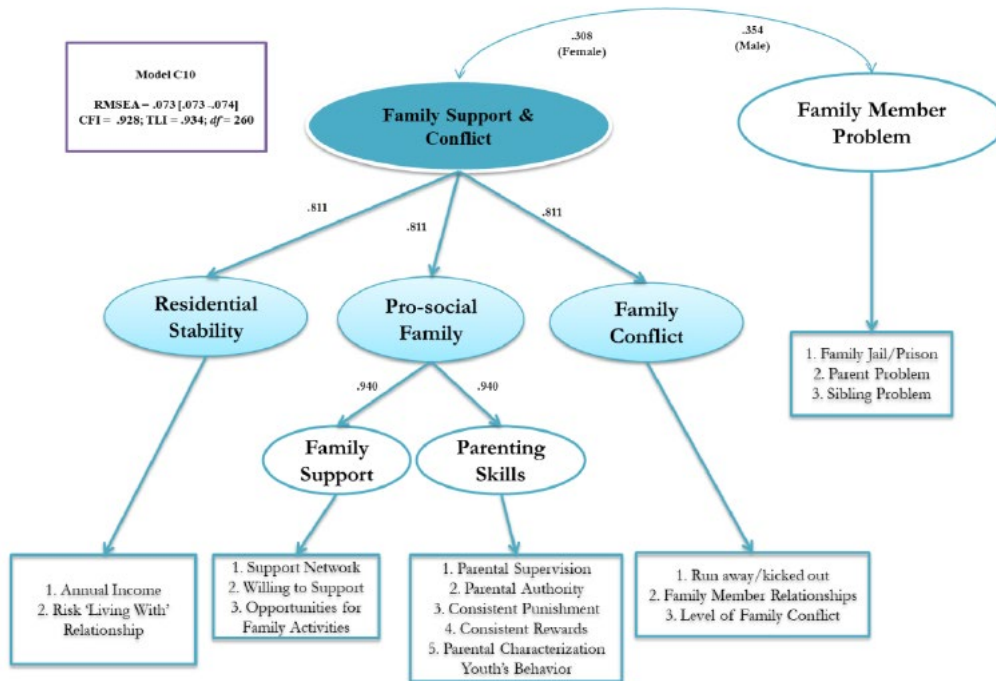 .308
(Female)
.354
(Male)
Model C10
RMSEA = .073 [.073 -.074]
CFI = .928; TLI = .934; df = 260
Family Support &
Conflict
Family Member
Problem
.811
.811
.811
Residential
Stability
Pro-social
Family
Family
Conflict
1. Family Jail/Prison
2. Parent Problem
3. Sibling Problem
.940
.940
Family
Support
Parenting
Skills
1. Annual Income
2. Risk 'Living With'
Relationship
1. Support Network
2. Willing to Support
3. Opportunities for
Family Activities
1. Parental Supervision
2. Parental Authority
3. Consistent Punishment
4. Consistent Rewards
5. Parental Characterization
Youth's Behavior
1. Run away/kicked out
2. Family Member Relationships
3. Level of Family Conflict